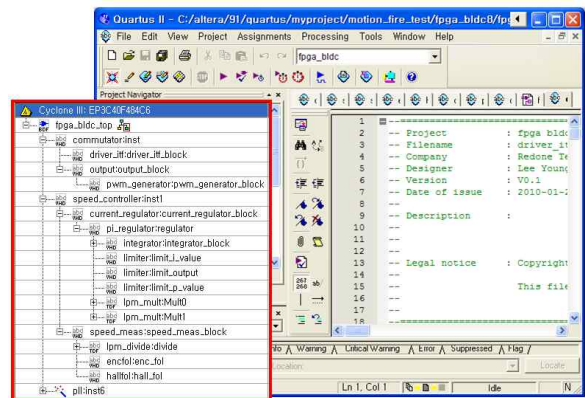 Quartus II - C:/altera/91/quartus/myproject/motion_fire_test/fpga_bldc8/fpg
File Edit View Project Assignments Processing Tools Window Help
fpga_bldc
Project Navigator
Cyclone III: EP3C40F484C6
fpga_bldc_top
commutator:inst
driver_itf:driver_itf_block
output:output_block
pwm_generator:pwm_generator_block
speed_controller:inst1
current_regulator:current_regulator_block
pi_regulator:regulator
integrator:integrator_block
limiter:limit_i_value
limiter:limit_output
limiter:limit_p_value
lpm_mult:Mult0
lpm_mult:Mult1
speed_meas:speed_meas_block
lpm_divide:divide
encfol:enc_fol
hallfol:hall_fol
pll:inst6
1 --==
2 -- Project : fpga bldc
3 -- Filename : driver_it
4 -- Company : Redone Te
5 -- Designer : Lee Young
6 -- Version : V0.1
7 -- Date of issue : 2010-01-2
8 --
9 -- Description :
10 --
11 --
12 --
13 -- Legal notice : Copyright
14 --
15 -- This file
16 --
17 --
18 --==
nfo Warning Critical Warning Error Suppressed Flag
Location:
Locate
Ln 1, Col 1 Idle N